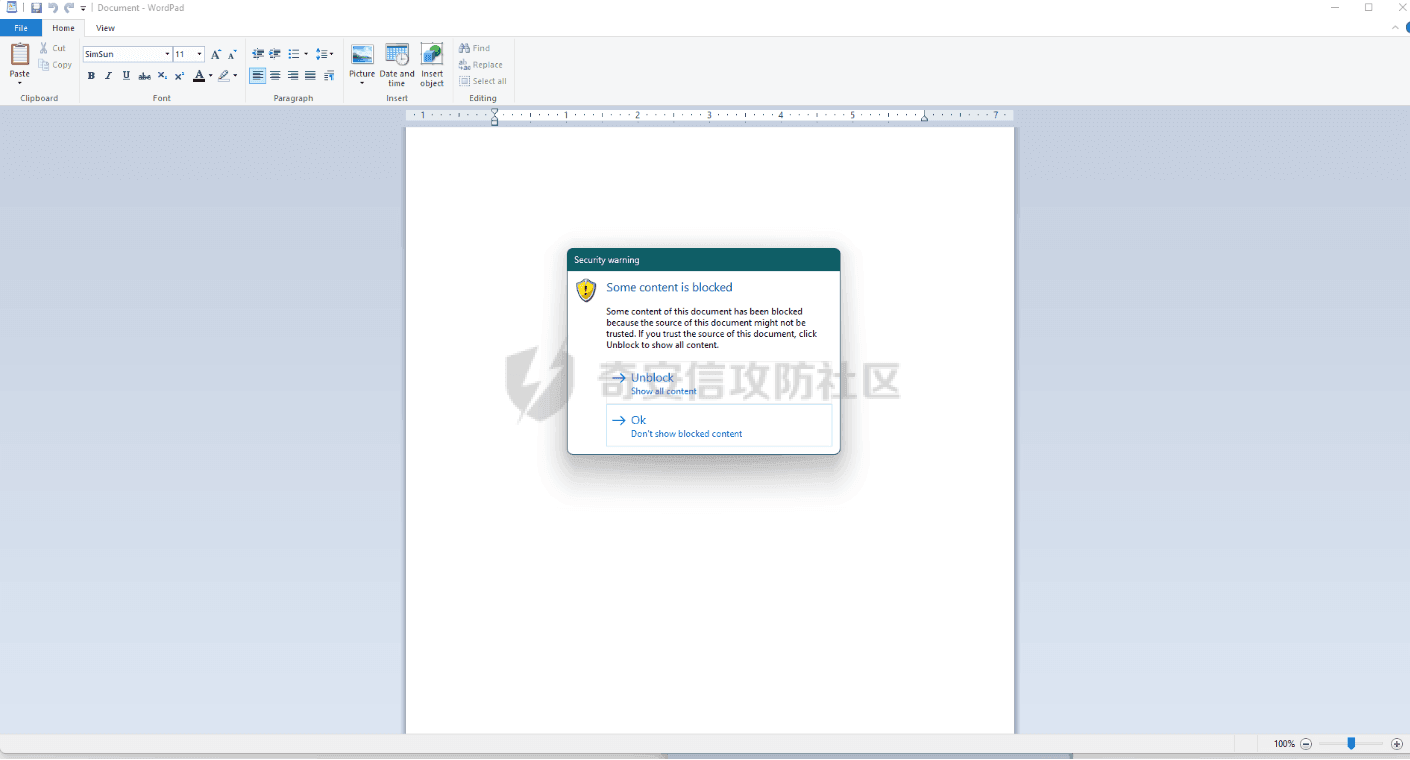 Document - WordPad
File Home View
Paste
Cut
Copy
Clipboard
SimSun 11
B I U abc X₂ X² A
Font
Paragraph
Picture
Date and
time
Insert
object
Insert
Find
Replace
Select all
Editing
1 1 2 3 4 5 7
Security warning
Some content is blocked
Some content of this document has been blocked
because the source of this document might not be
trusted. If you trust the source of this document, click
Unblock to show all content.
Unblock
Show all content
奇安信攻防社区
Ok
Don't show blocked content
100%